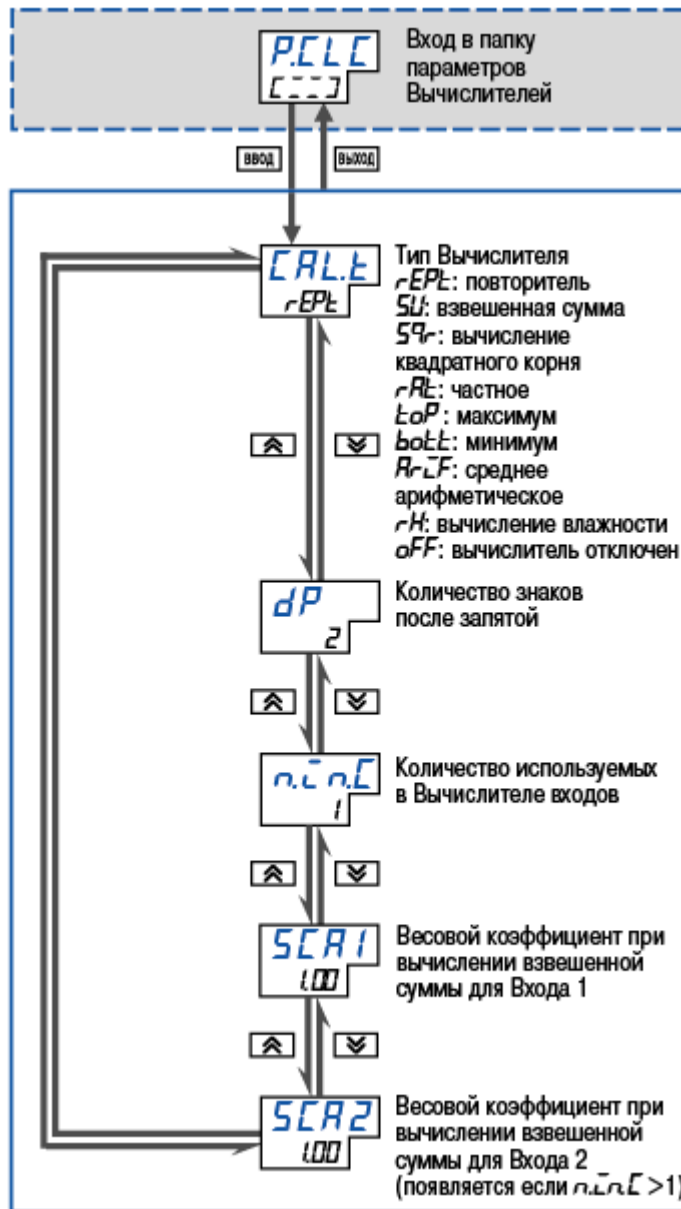 P.CLC
[---]
Вход в папку
параметров
Вычислителей
ввод
выход
CAL.t
rEPt
Тип Вычислителя
rEPt: повторитель
SU: взвешенная сумма
Sqr: вычисление
квадратного корня
rAt: частное
toP: максимум
bott: минимум
AriF: среднее
арифметическое
rH: вычисление влажности
oFF: вычислитель отключен
dP
2
Количество знаков
после запятой
n.in.C
1
Количество используемых
в Вычислителе входов
SCA1
1.00
Весовой коэффициент при
вычислении взвешенной
суммы для Входа 1
SCA2
1.00
Весовой коэффициент при
вычислении взвешенной
суммы для Входа 2
(появляется если n.in.C >1)